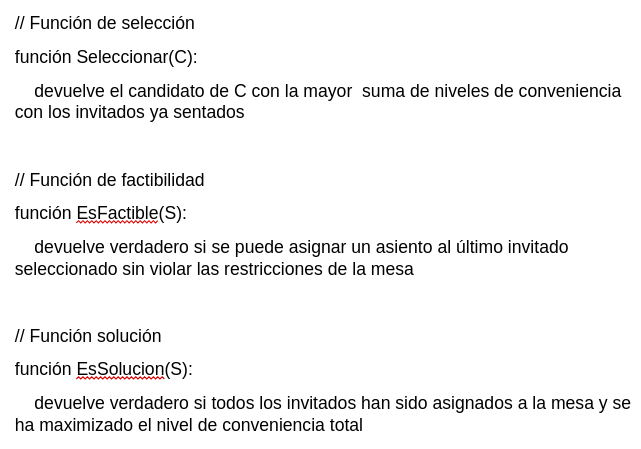 // Función de selección
función Seleccionar(C):
devuelve el candidato de C con la mayor  suma de niveles de conveniencia
con los invitados ya sentados
// Función de factibilidad
función EsFactible(S):
devuelve verdadero si se puede asignar un asiento al último invitado
seleccionado sin violar las restricciones de la mesa
// Función solución
función EsSolucion(S):
devuelve verdadero si todos los invitados han sido asignados a la mesa y se
ha maximizado el nivel de conveniencia total